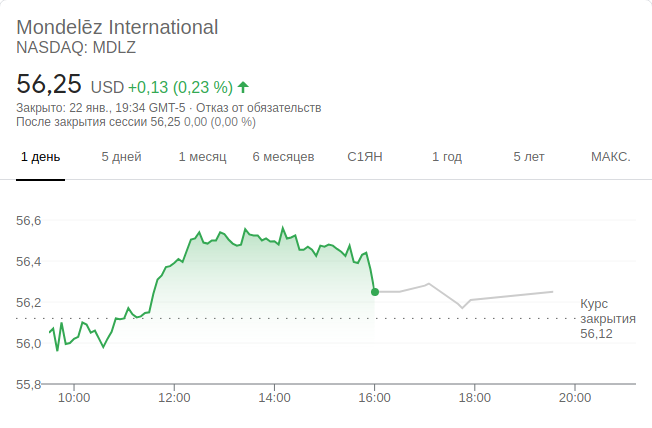 Mondelēz International
NASDAQ: MDLZ
56,25 USD +0,13 (0,23 %)
Закрыто: 22 янв., 19:34 GMT-5 · Отказ от обязательств
После закрытия сессии 56,25 0,00 (0,00 %)
1 день 5 дней 1 месяц 6 месяцев С1ЯН 1 год 5 лет МАКС.
56,6
56,4
56,2
56,0
55,8
Курс
закрытия
56,12
10:00 12:00 14:00 16:00 18:00 20:00